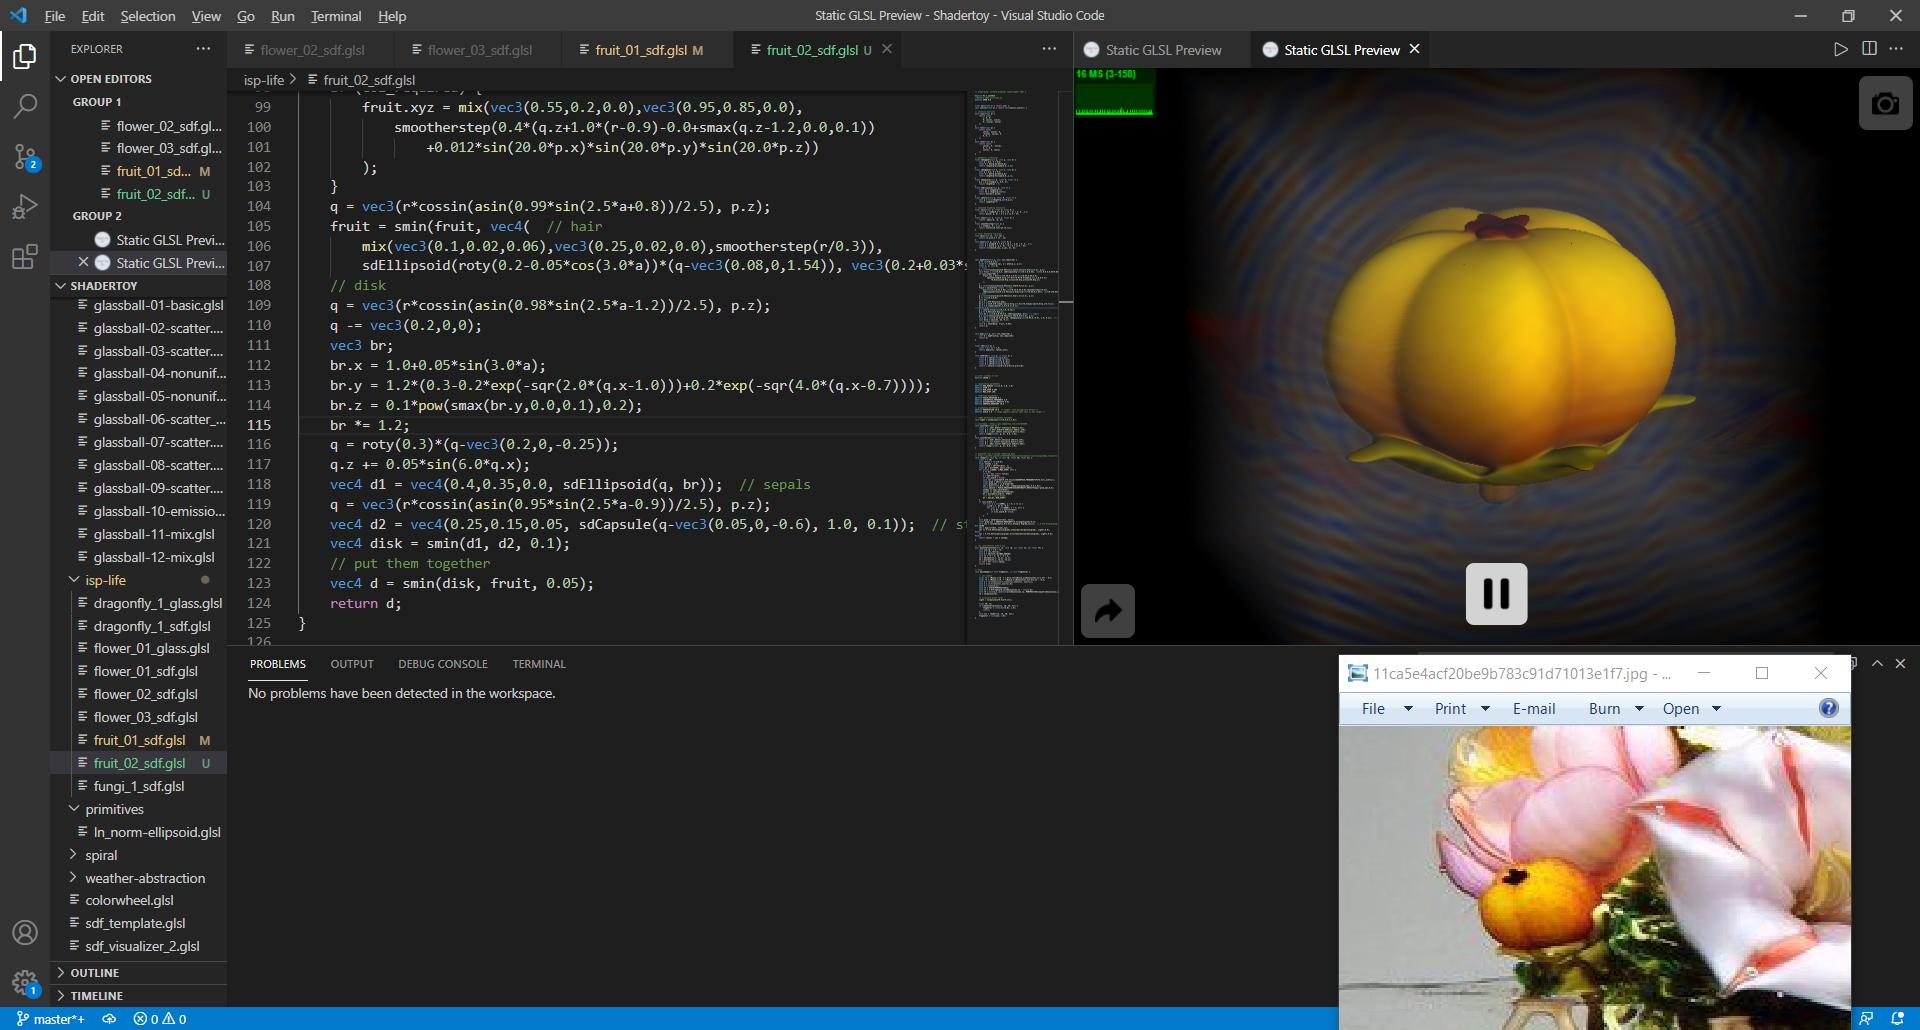 File Edit Selection View Go Run Terminal Help
Static GLSL Preview - Shadertoy - Visual Studio Code
EXPLORER
OPEN EDITORS
GROUP 1
flower_02_sdf.gl...
flower_03_sdf.gl...
fruit_01_sd... M
fruit_02_sdf... U
GROUP 2
Static GLSL Previ...
Static GLSL Previ...
SHADERTOY
glassball-01-basic.glsl
glassball-02-scatter....
glassball-03-scatter....
glassball-04-nonunif...
glassball-05-nonunif...
glassball-06-scatter_...
glassball-07-scatter....
glassball-08-scatter....
glassball-09-scatter....
glassball-10-emissio...
glassball-11-mix.glsl
glassball-12-mix.glsl
isp-life
dragonfly_1_glass.glsl
dragonfly_1_sdf.glsl
flower_01_glass.glsl
flower_01_sdf.glsl
flower_02_sdf.glsl
flower_03_sdf.glsl
fruit_01_sdf.glsl M
fruit_02_sdf.glsl U
fungi_1_sdf.glsl
primitives
ln_norm-ellipsoid.glsl
spiral
weather-abstraction
colorwheel.glsl
sdf_template.glsl
sdf_visualizer_2.glsl
OUTLINE
TIMELINE
2
1
flower_02_sdf.glsl flower_03_sdf.glsl fruit_01_sdf.glsl M fruit_02_sdf.glsl U
isp-life > fruit_02_sdf.glsl
99 fruit.xyz = mix(vec3(0.55,0.2,0.0),vec3(0.95,0.85,0.0),
100 smootherstep(0.4*(q.z+1.0*(r-0.9)-0.0+smax(q.z-1.2,0.0,0.1))
101 +0.012*sin(20.0*p.x)*sin(20.0*p.y)*sin(20.0*p.z))
102 );
103 }
104 q = vec3(r*cossin(asin(0.99*sin(2.5*a+0.8))/2.5), p.z);
105 fruit = smin(fruit, vec4( // hair
106 mix(vec3(0.1,0.02,0.06),vec3(0.25,0.02,0.0),smootherstep(r/0.3)),
107 sdEllipsoid(roty(0.2-0.05*cos(3.0*a))*(q-vec3(0.08,0,1.54)), vec3(0.2+0.03*
108 // disk
109 q = vec3(r*cossin(asin(0.98*sin(2.5*a-1.2))/2.5), p.z);
110 q -= vec3(0.2,0,0);
111 vec3 br;
112 br.x = 1.0+0.05*sin(3.0*a);
113 br.y = 1.2*(0.3-0.2*exp(-sqr(2.0*(q.x-1.0)))+0.2*exp(-sqr(4.0*(q.x-0.7))));
114 br.z = 0.1*pow(smax(br.y,0.0,0.1),0.2);
115 br *= 1.2;
116 q = roty(0.3)*(q-vec3(0.2,0,-0.25));
117 q.z += 0.05*sin(6.0*q.x);
118 vec4 d1 = vec4(0.4,0.35,0.0, sdEllipsoid(q, br)); // sepals
119 q = vec3(r*cossin(asin(0.95*sin(2.5*a-0.9))/2.5), p.z);
120 vec4 d2 = vec4(0.25,0.15,0.05, sdCapsule(q-vec3(0.05,0,-0.6), 1.0, 0.1)); // s
121 vec4 disk = smin(d1, d2, 0.1);
122 // put them together
123 vec4 d = smin(disk, fruit, 0.05);
124 return d;
125 }
126
Static GLSL Preview Static GLSL Preview
16 MS (3-158)
PROBLEMS OUTPUT DEBUG CONSOLE TERMINAL
No problems have been detected in the workspace.
11ca5e4acf20be9b783c91d71013e1f7.jpg - ...
File Print E-mail Burn Open
master*+ 0 0